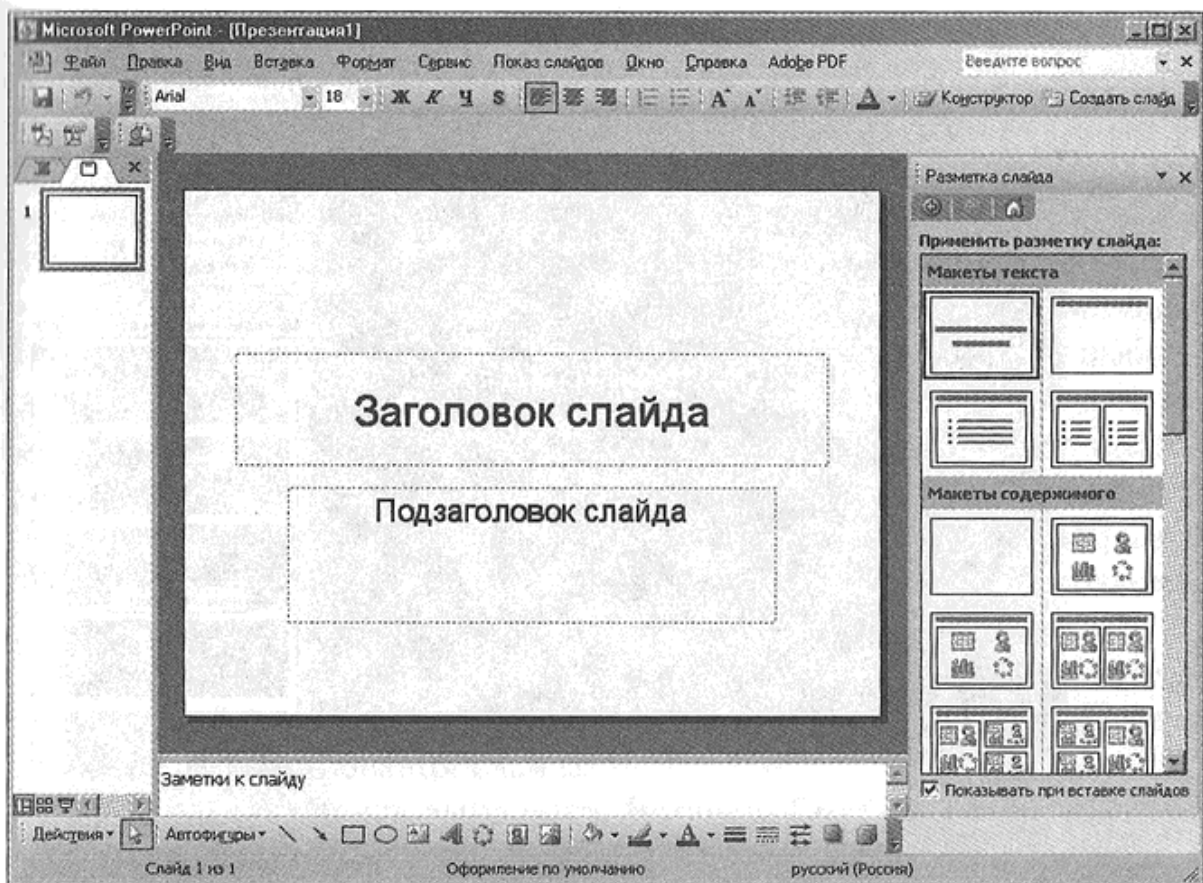 Microsoft PowerPoint - [Презентация1]
Файл Правка Вид Вставка Формат Сервис Показ слайдов Окно Справка Adobe PDF Введите вопрос
Arial 18 Ж К Ч S A A A Конструктор Создать слайд
Разметка слайда
1
Применить разметку слайда:
Макеты текста
Заголовок слайда
Подзаголовок слайда
Макеты содержимого
Заметки к слайду
Показывать при вставке слайдов
Действия Автофигуры A
Слайд 1 из 1 Оформление по умолчанию русский (Россия)